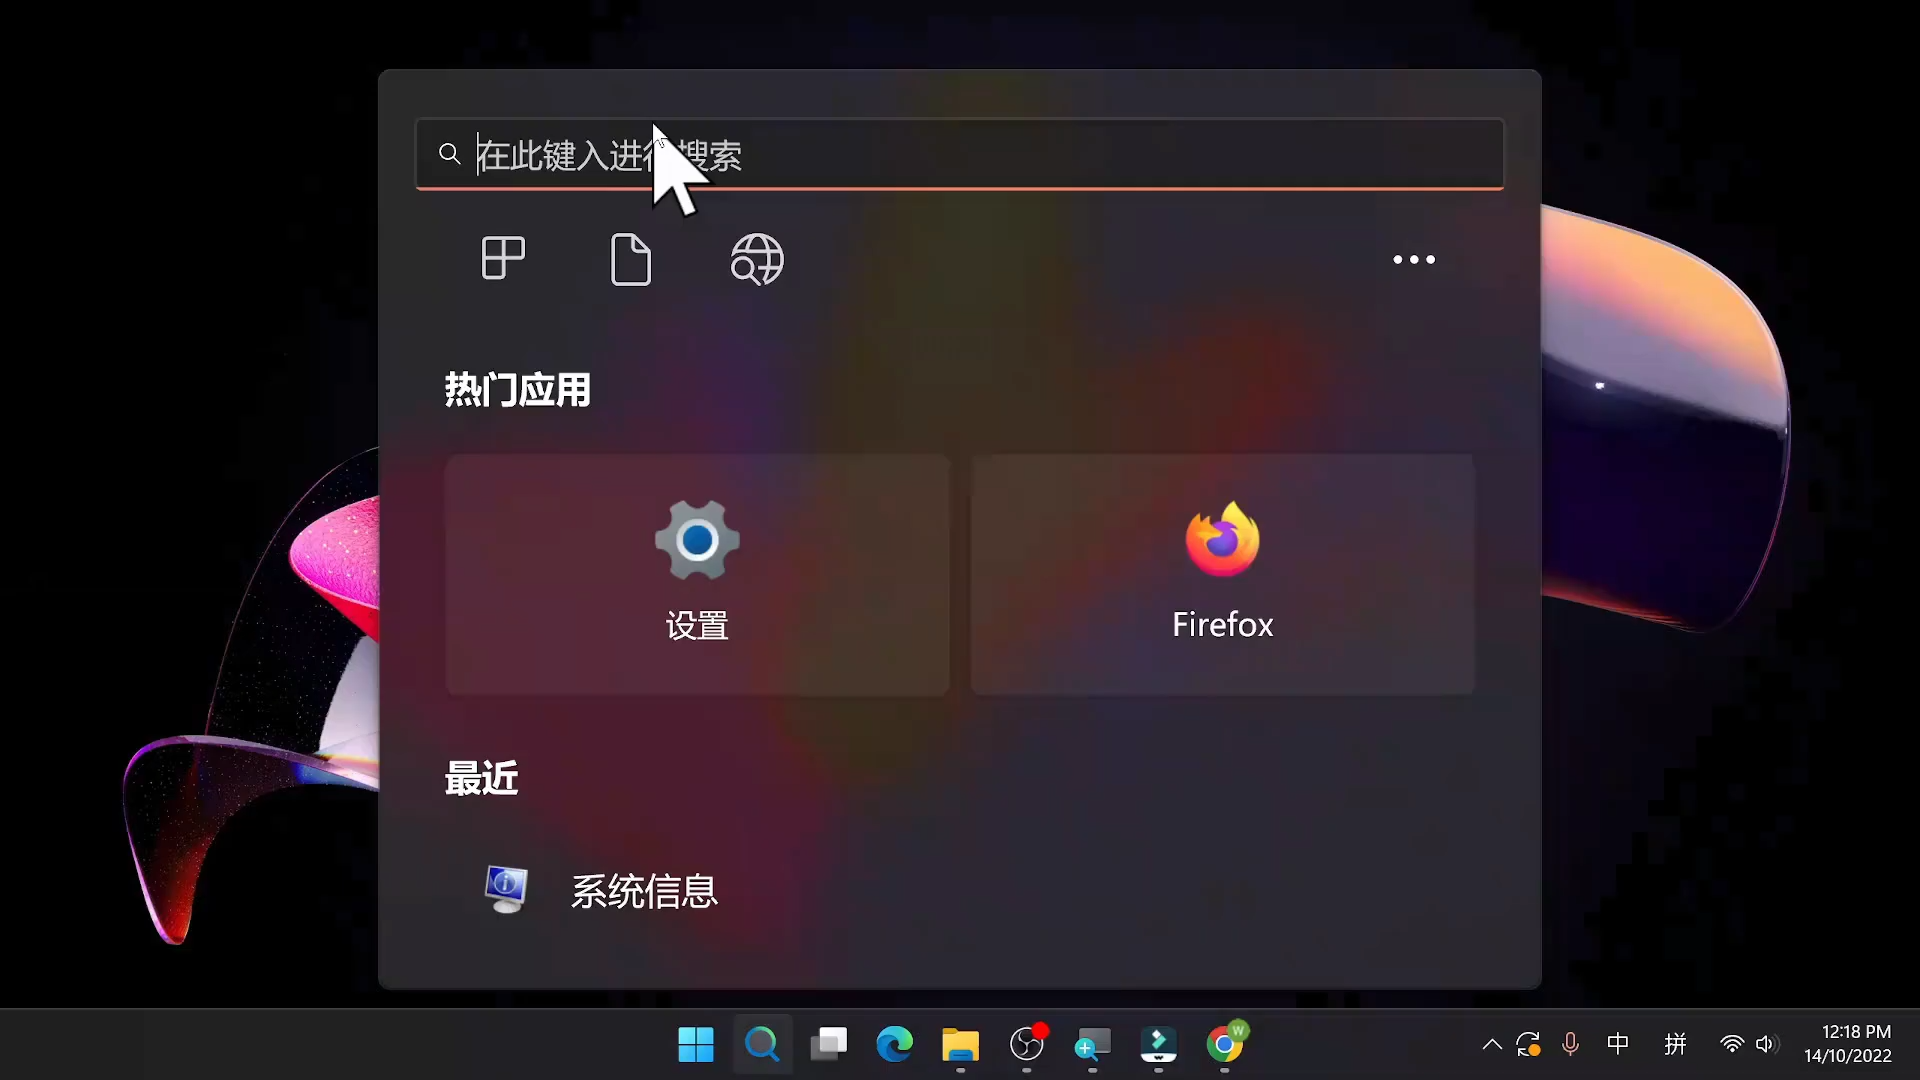 在此键入进行搜索
热门应用
设置
Firefox
最近
系统信息
W
中
拼
12:18 PM
14/10/2022